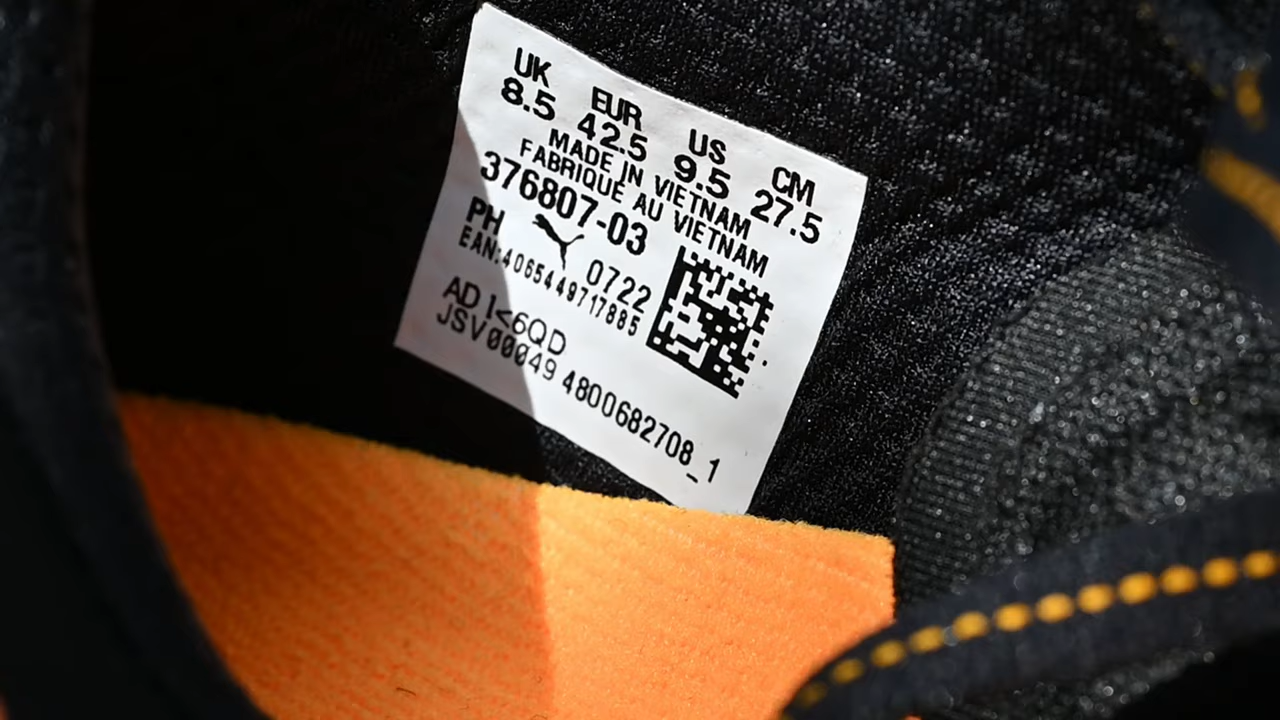 UK EUR US CM
8.5 42.5 9.5 27.5
MADE IN VIETNAM
FABRIQUÉ AU VIETNAM
376807-03
PH 0722
EAN:4065449717885
AD I<6QD
JSV00049 4800682708_1